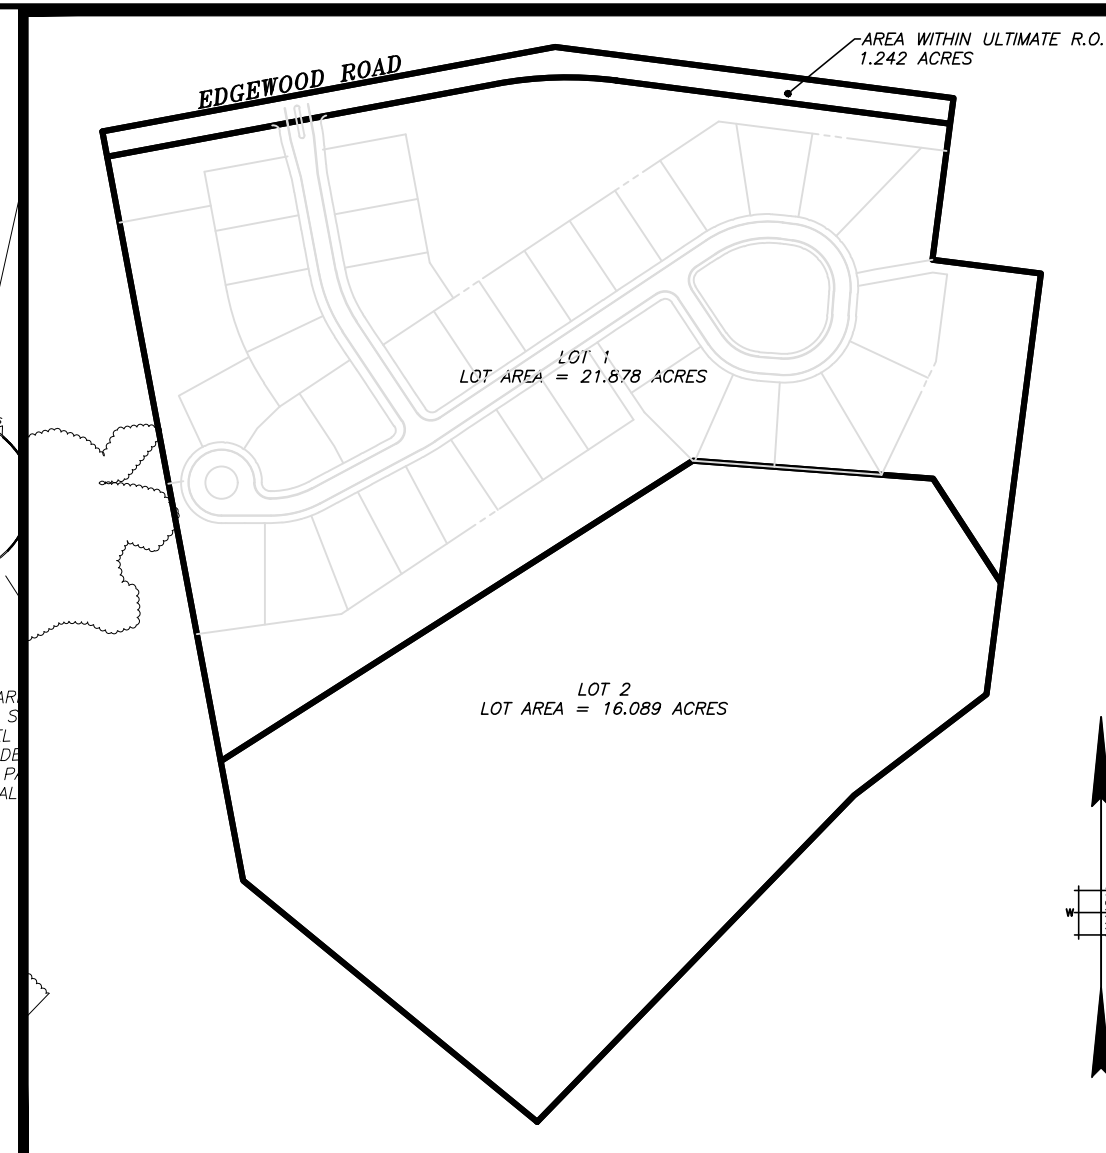 AREA WITHIN ULTIMATE R.O.
1.242 ACRES
EDGEWOOD ROAD
LOT 1
LOT AREA = 21.878 ACRES
LOT 2
LOT AREA = 16.089 ACRES
W